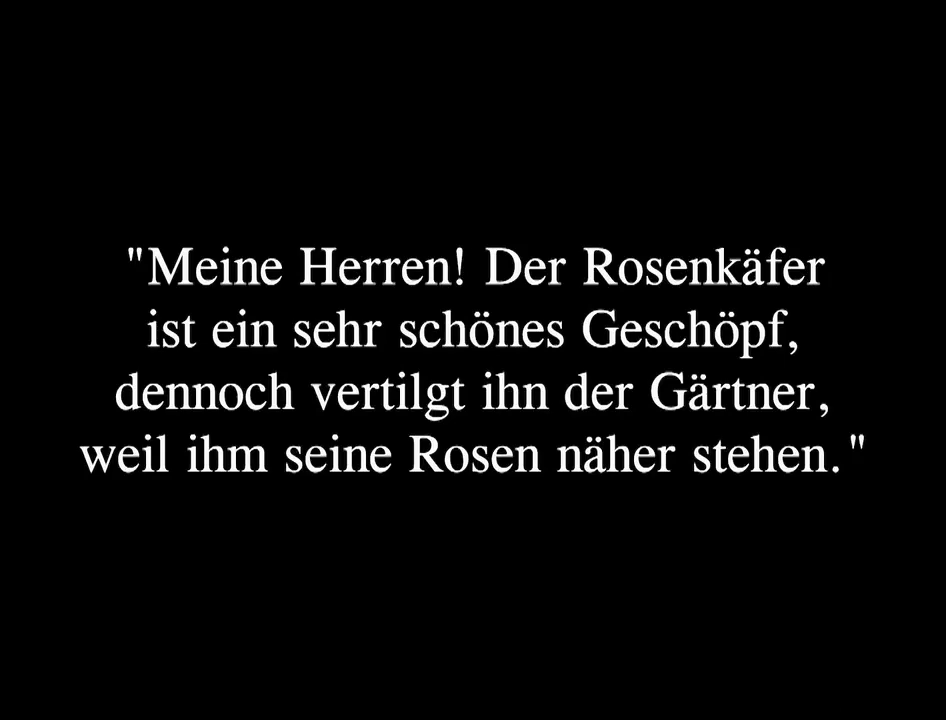 "Meine Herren! Der Rosenkäfer
ist ein sehr schönes Geschöpf,
dennoch vertilgt ihn der Gärtner,
weil ihm seine Rosen näher stehen."